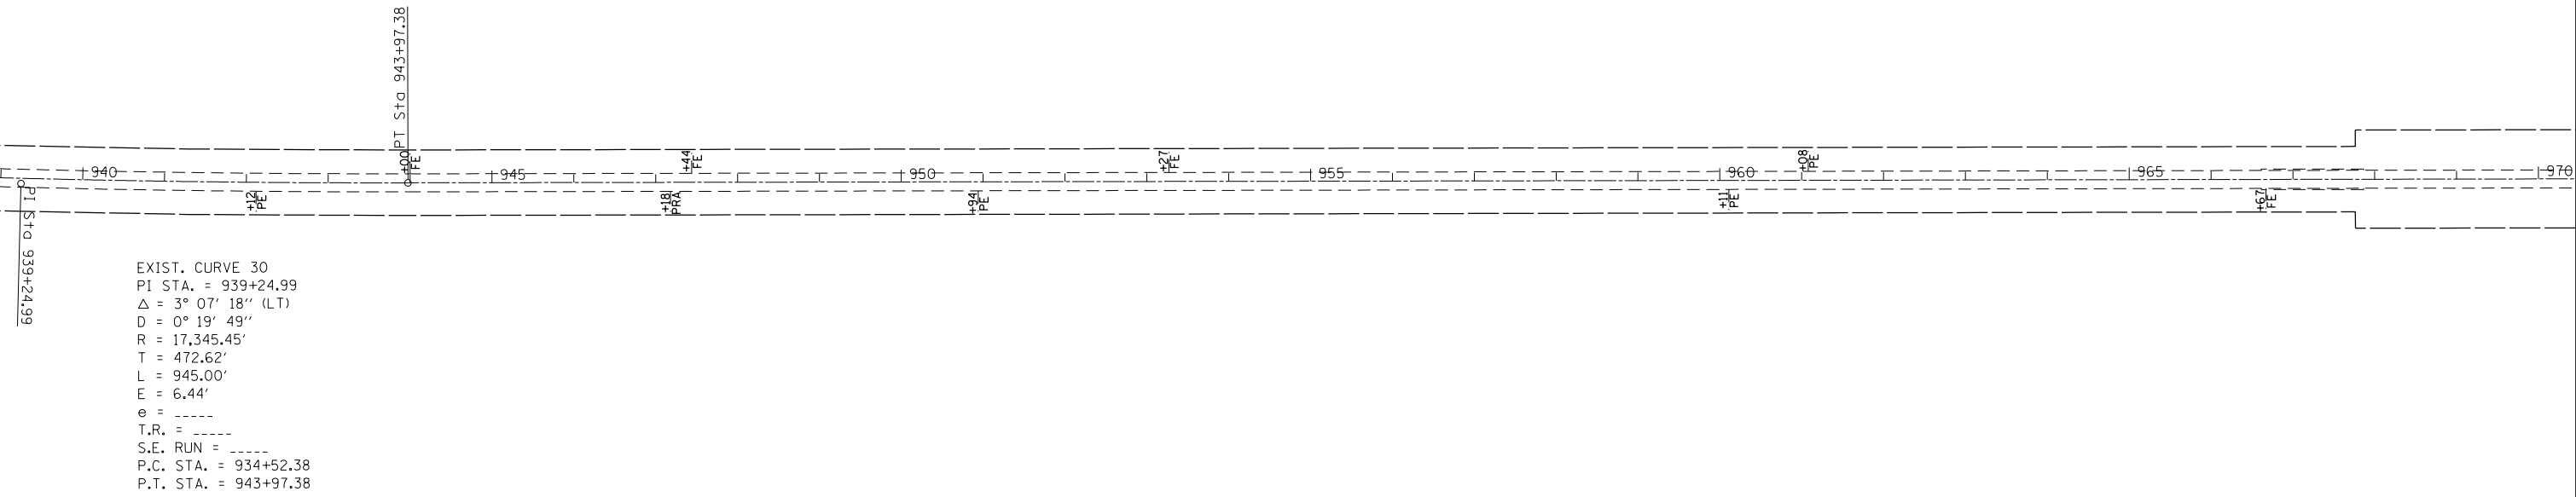 PT Sta 943+97.38
+00
FE
+44
FE
+27
FE
+08
PE
940
945
950
955
960
965
970
+12
PE
+18
PRA
+94
PE
+11
PE
+67
FE
PI Sta 939+24.99
EXIST. CURVE 30
PI STA. = 939+24.99
Δ = 3° 07' 18'' (LT)
D = 0° 19' 49''
R = 17,345.45'
T = 472.62'
L = 945.00'
E = 6.44'
e = _____
T.R. = _____
S.E. RUN = _____
P.C. STA. = 934+52.38
P.T. STA. = 943+97.38